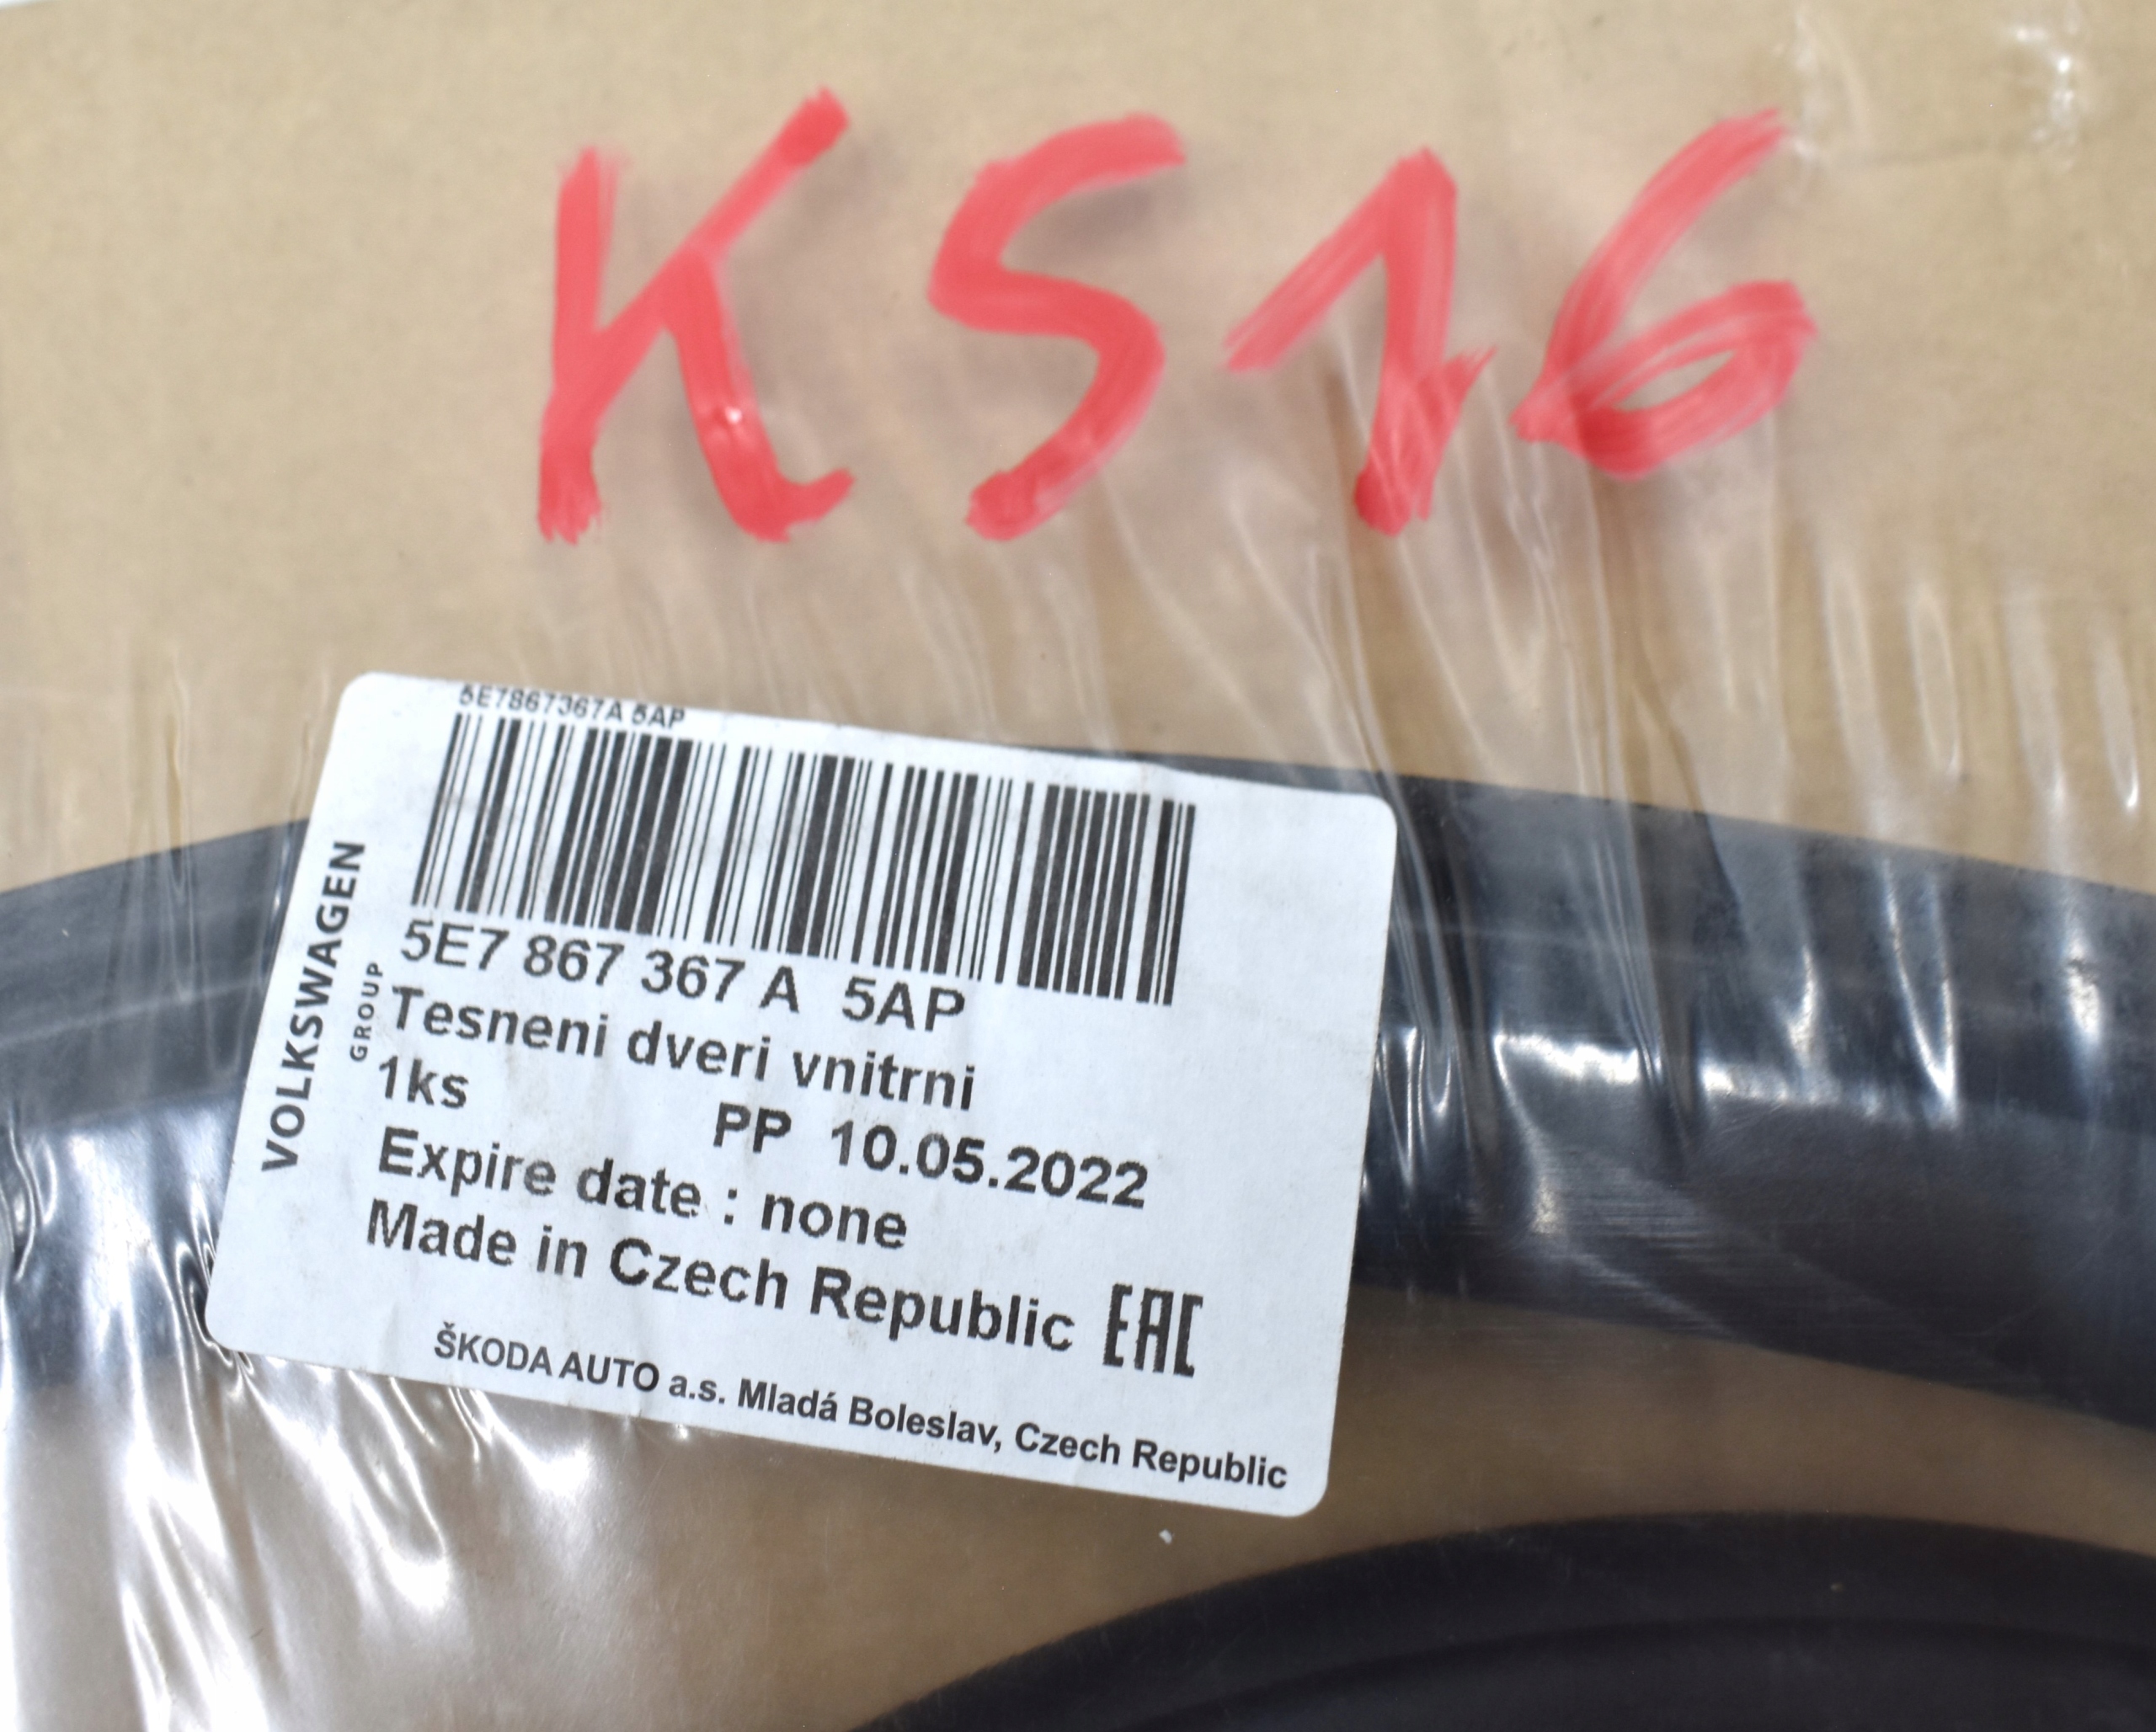 KS16
5E7867367A 5AP
VOLKSWAGEN
GROUP
5E7 867 367 A 5AP
Tesneni dveri vnitrni
1ks PP 10.05.2022
Expire date : none
Made in Czech Republic EAC
ŠKODA AUTO a.s. Mladá Boleslav, Czech Republic